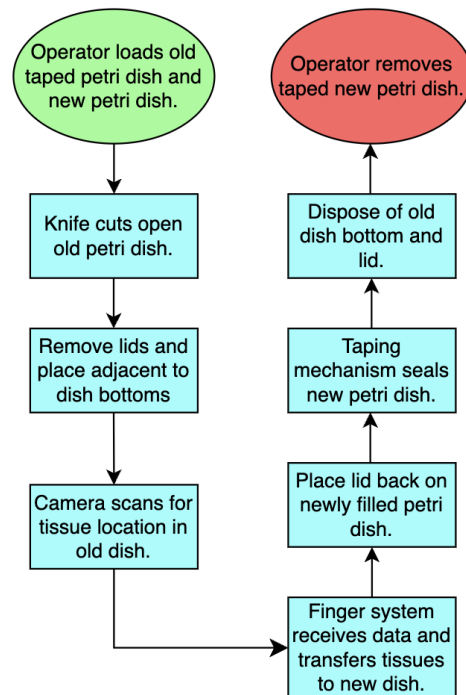 Operator loads old
taped petri dish and
new petri dish.
Knife cuts open
old petri dish.
Remove lids and
place adjacent to
dish bottoms
Camera scans for
tissue location in
old dish.
Finger system
receives data and
transfers tissues
to new dish.
Place lid back on
newly filled petri
dish.
Taping
mechanism seals
new petri dish.
Dispose of old
dish bottom and
lid.
Operator removes
taped new petri dish.